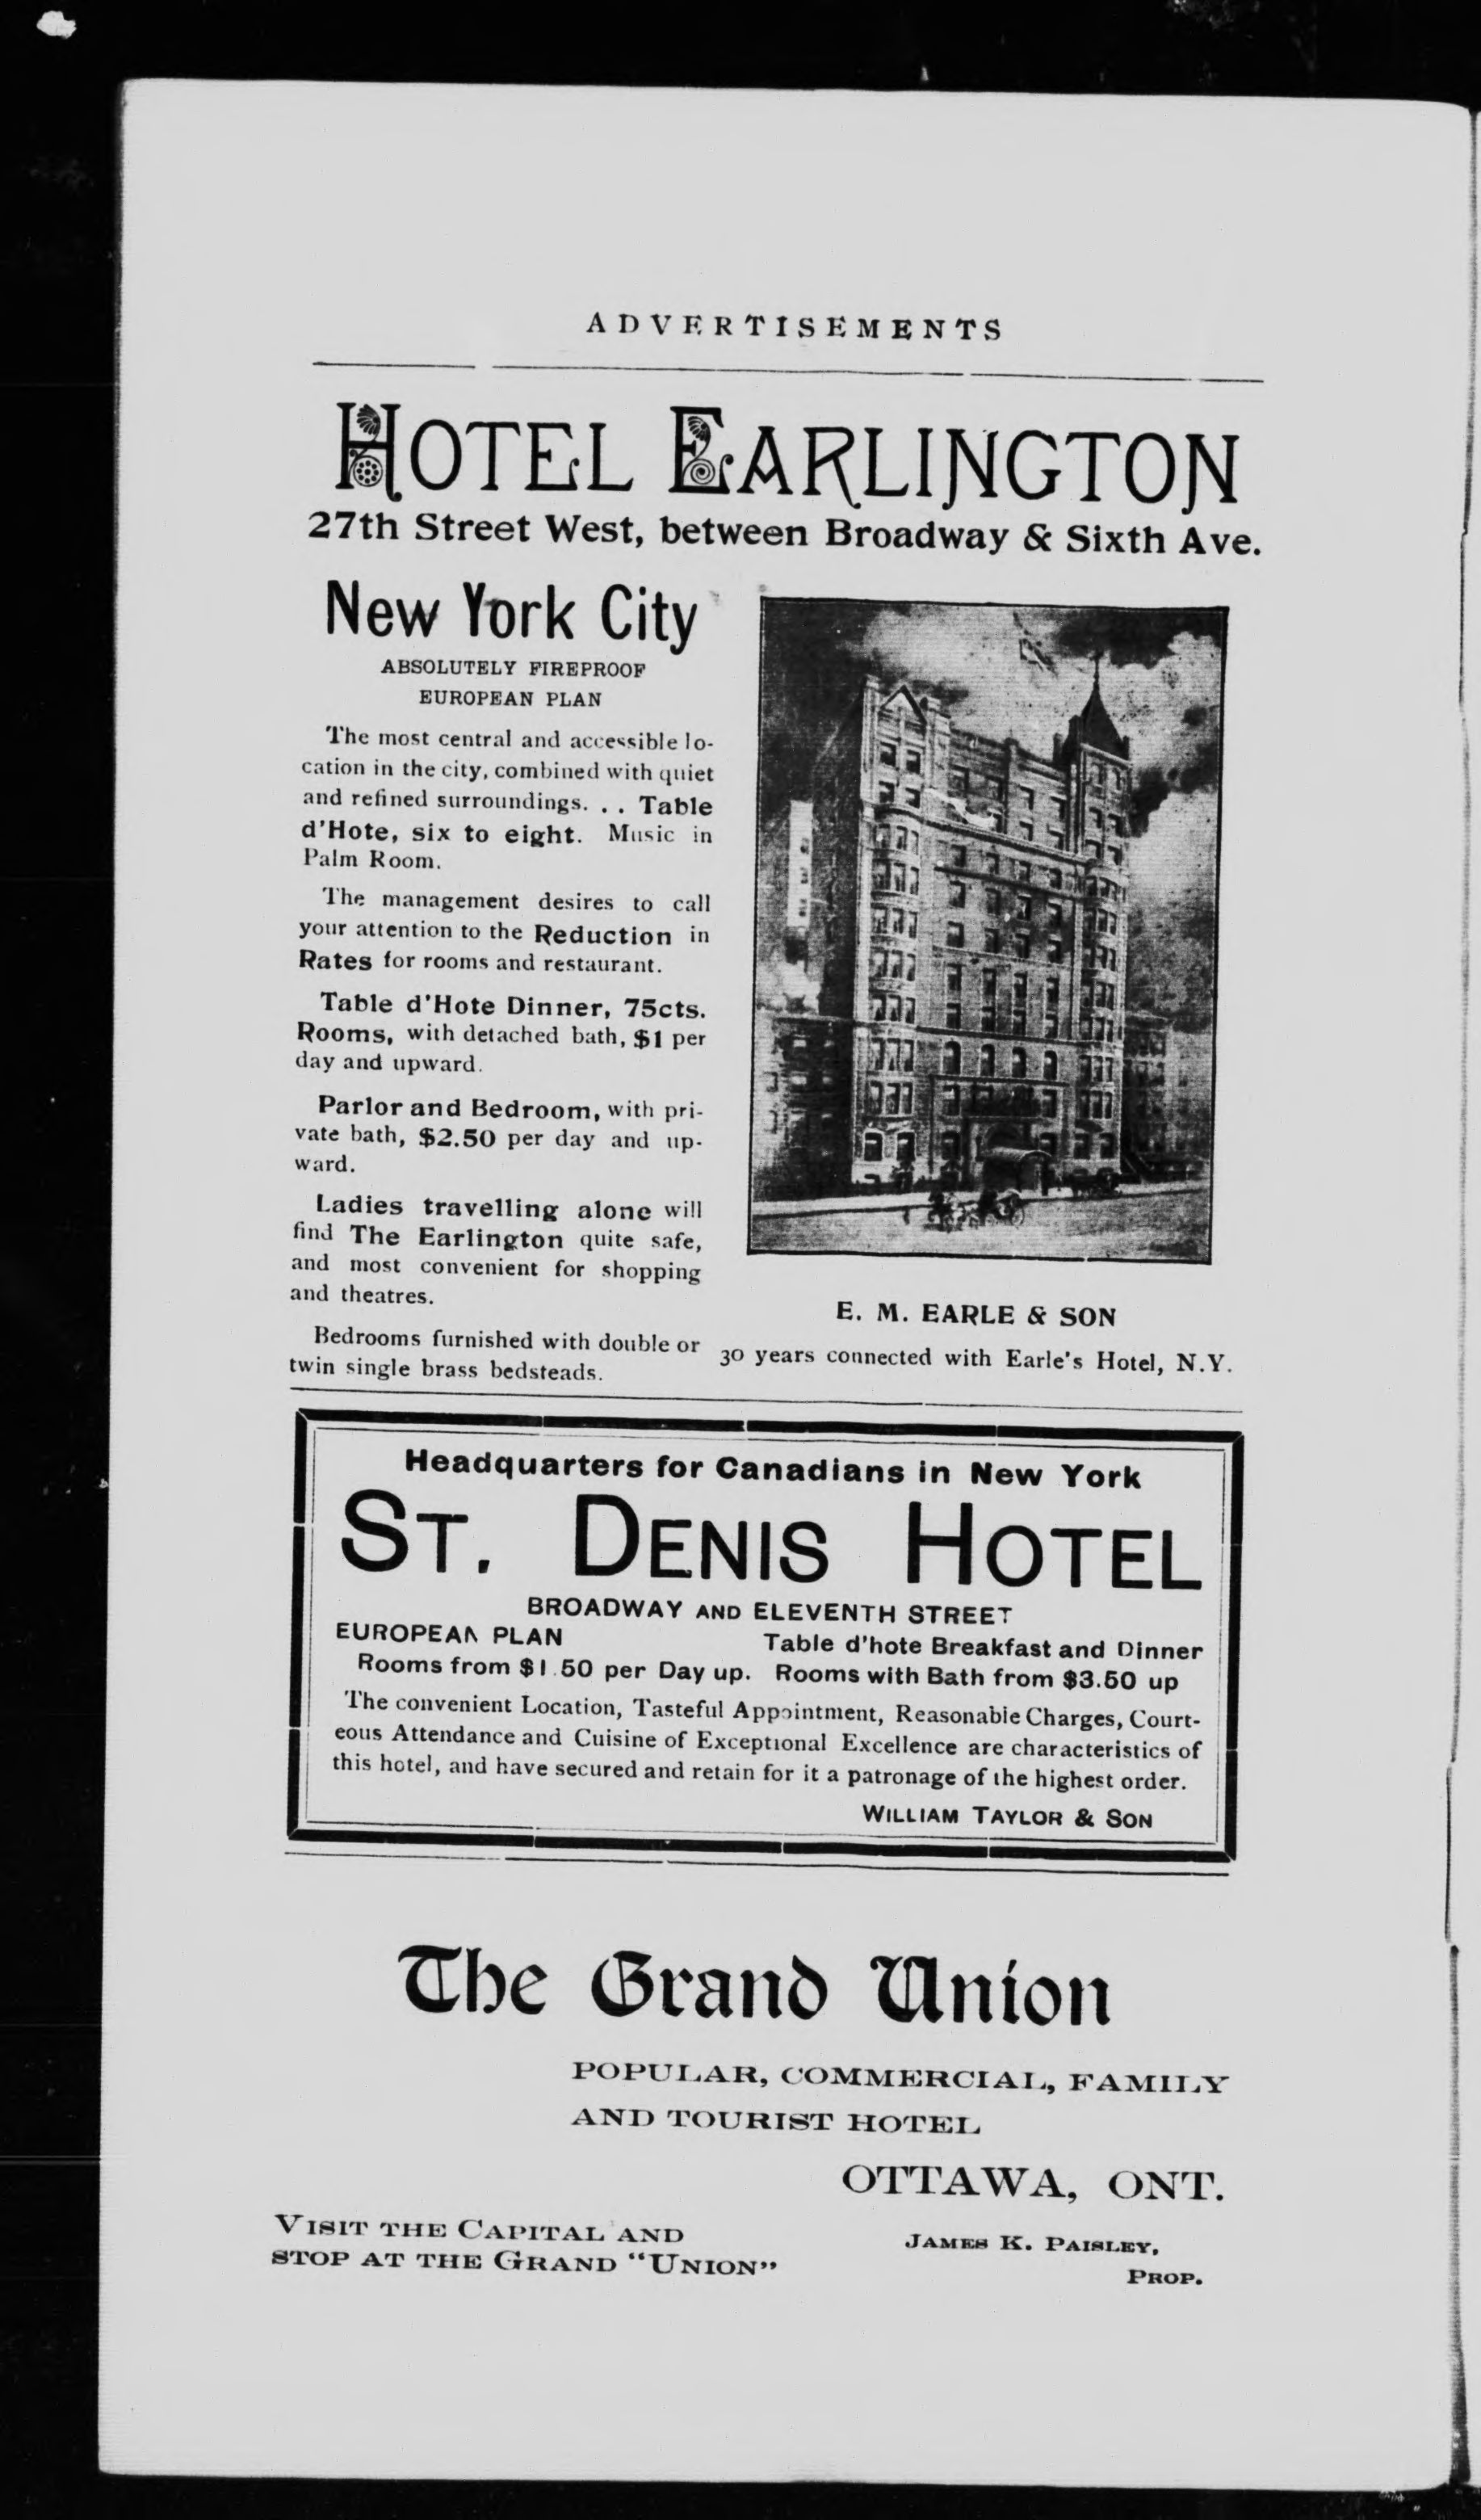 ADVERTISEMENTS
HOTEL EARLINGTON
27th Street West, between Broadway & Sixth Ave.
New York City
ABSOLUTELY FIREPROOF
EUROPEAN PLAN
The most central and accessible lo-
cation in the city, combined with quiet
and refined surroundings. . . Table
d'Hote, six to eight. Music in
Palm Room.
The management desires to call
your attention to the Reduction in
Rates for rooms and restaurant.
Table d'Hote Dinner, 75cts.
Rooms, with detached bath, $1 per
day and upward.
Parlor and Bedroom, with pri-
vate bath, $2.50 per day and up-
ward.
Ladies travelling alone will
find The Earlington quite safe,
and most convenient for shopping
and theatres.
Bedrooms furnished with double or
twin single brass bedsteads.
E. M. EARLE & SON
30 years connected with Earle's Hotel, N.Y.
Headquarters for Canadians in New York
ST. DENIS HOTEL
BROADWAY AND ELEVENTH STREET
EUROPEAN PLAN Table d'hote Breakfast and Dinner
Rooms from $1.50 per Day up. Rooms with Bath from $3.50 up
The convenient Location, Tasteful Appointment, Reasonable Charges, Court-
eous Attendance and Cuisine of Exceptional Excellence are characteristics of
this hotel, and have secured and retain for it a patronage of the highest order.
WILLIAM TAYLOR & SON
The Grand Union
POPULAR, COMMERCIAL, FAMILY
AND TOURIST HOTEL
OTTAWA, ONT.
VISIT THE CAPITAL AND
STOP AT THE GRAND "UNION"
JAMES K. PAISLEY,
PROP.